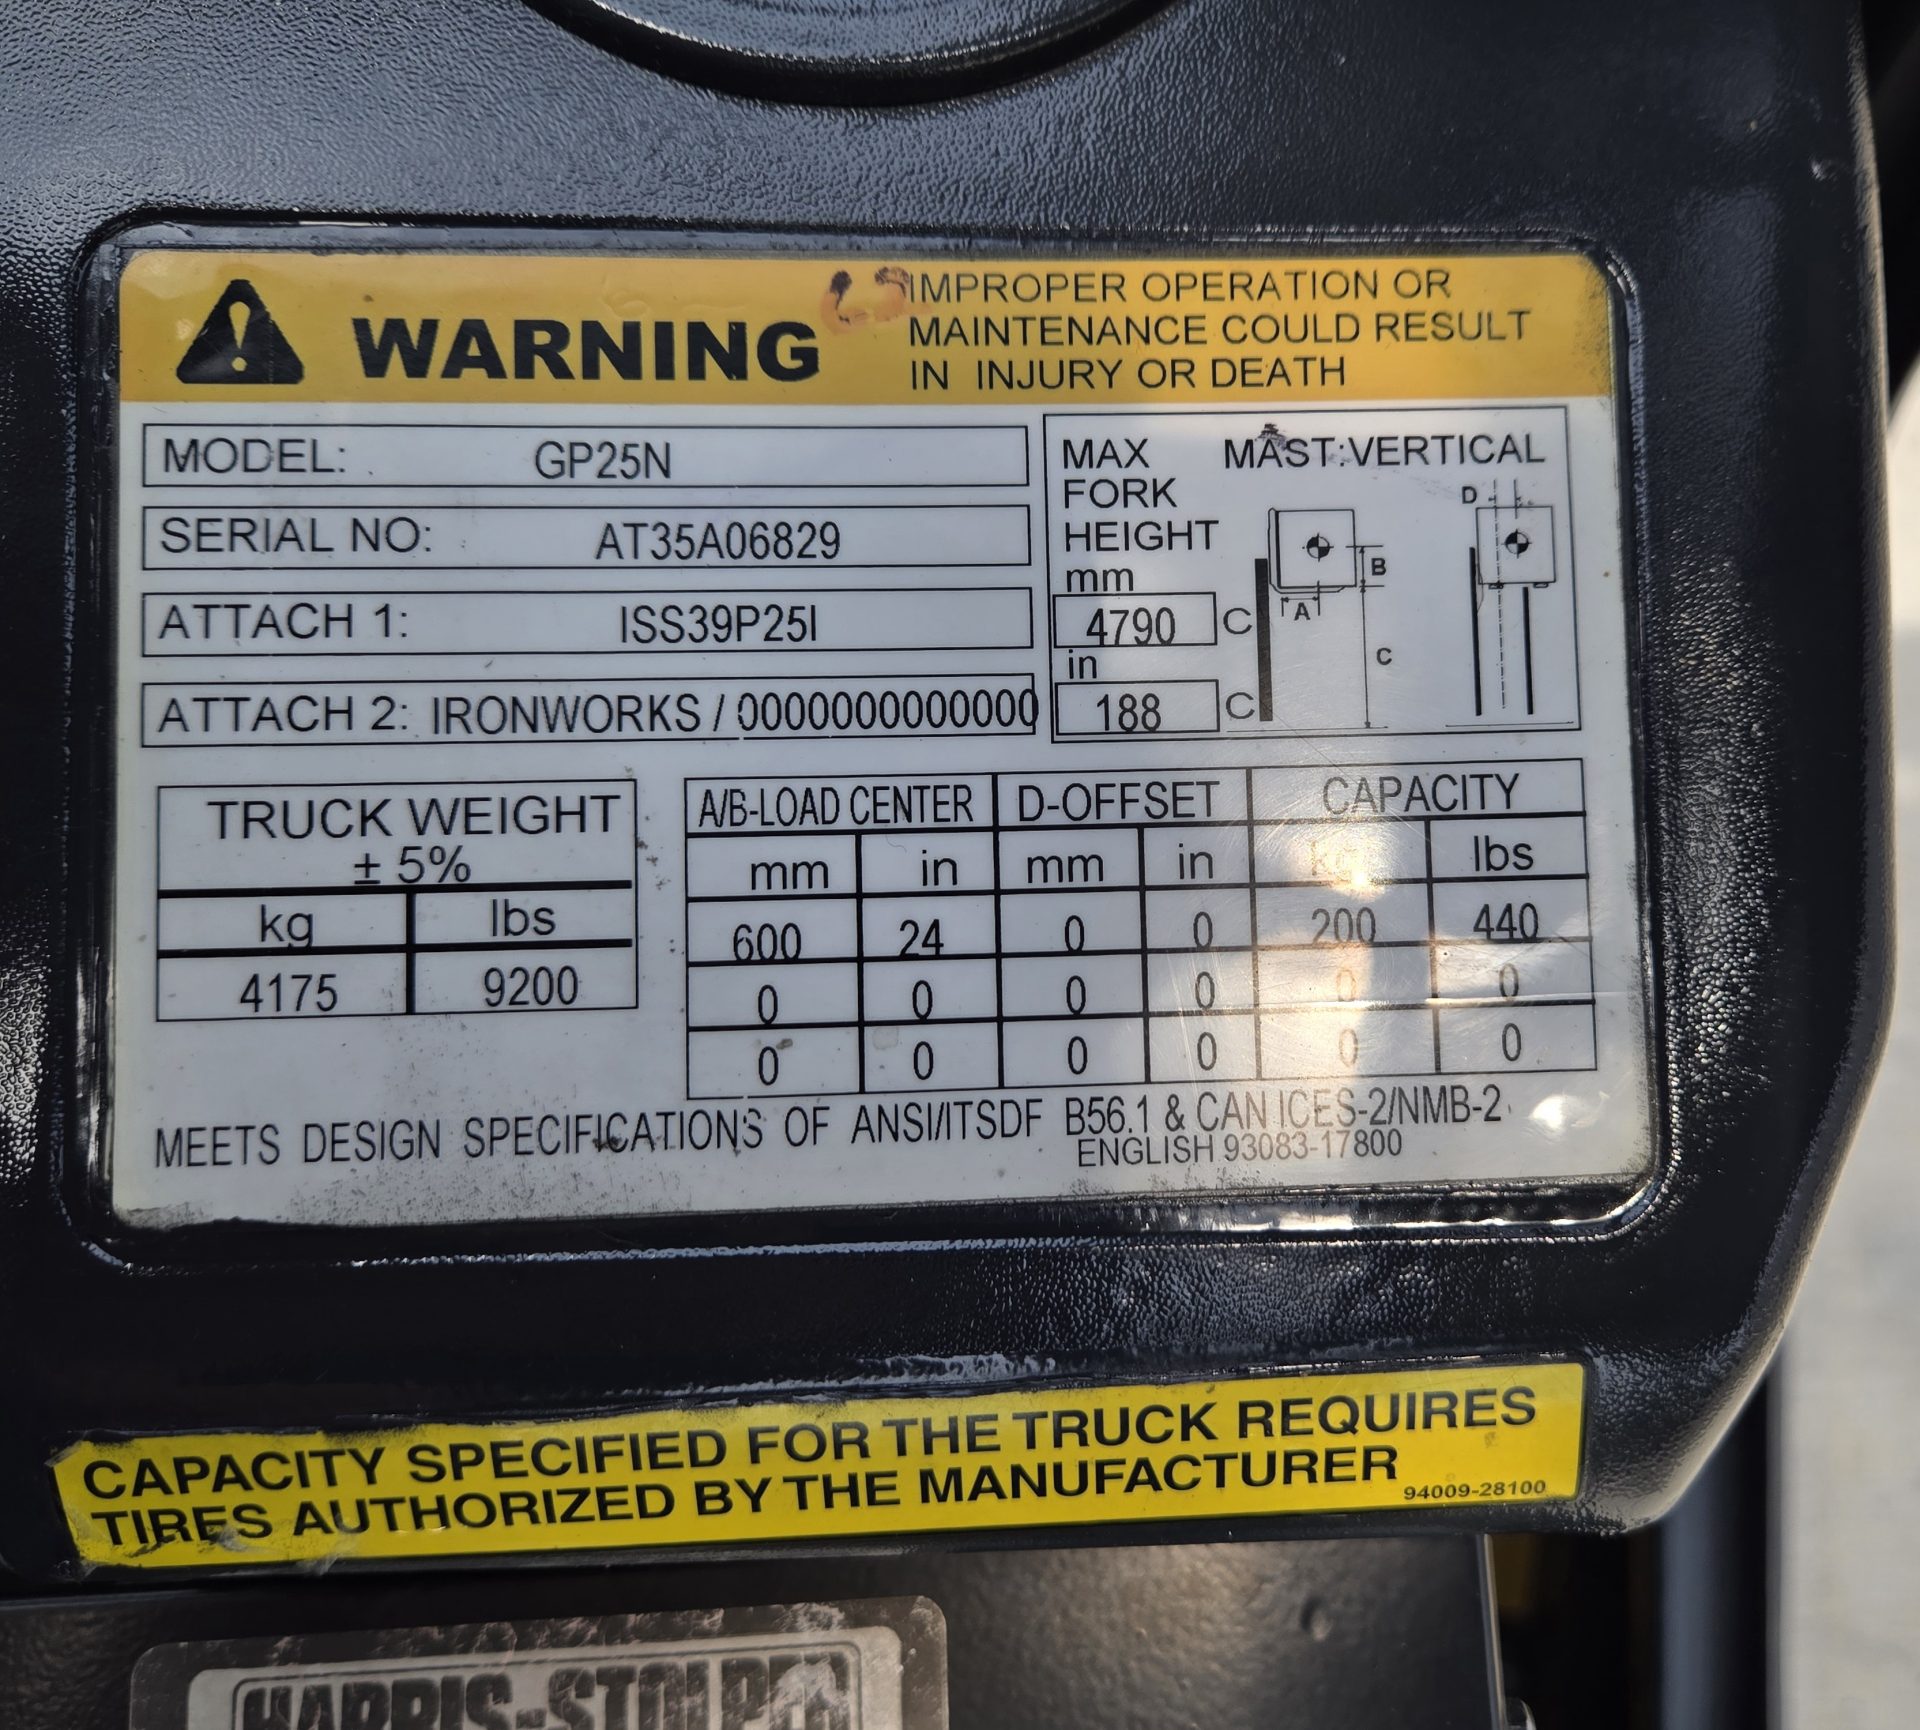 WARNING
IMPROPER OPERATION OR
MAINTENANCE COULD RESULT
IN INJURY OR DEATH
MODEL: GP25N
SERIAL NO: AT35A06829
ATTACH 1: ISS39P25I
ATTACH 2: IRONWORKS / 00000000000000
MAX FORK HEIGHT
MAST:VERTICAL
mm
4790 C
in
188 C
A
B
C
D
TRUCK WEIGHT
± 5%
kg lbs
4175 9200
A/B-LOAD CENTER D-OFFSET CAPACITY
mm in mm in kg lbs
600 24 0 0 200 440
0 0 0 0 0 0
0 0 0 0 0 0
MEETS DESIGN SPECIFICATIONS OF ANSI/ITSDF B56.1 & CAN ICES-2/NMB-2
ENGLISH 93083-17800
CAPACITY SPECIFIED FOR THE TRUCK REQUIRES
TIRES AUTHORIZED BY THE MANUFACTURER
94009-28100
HARRIS-STOLPER